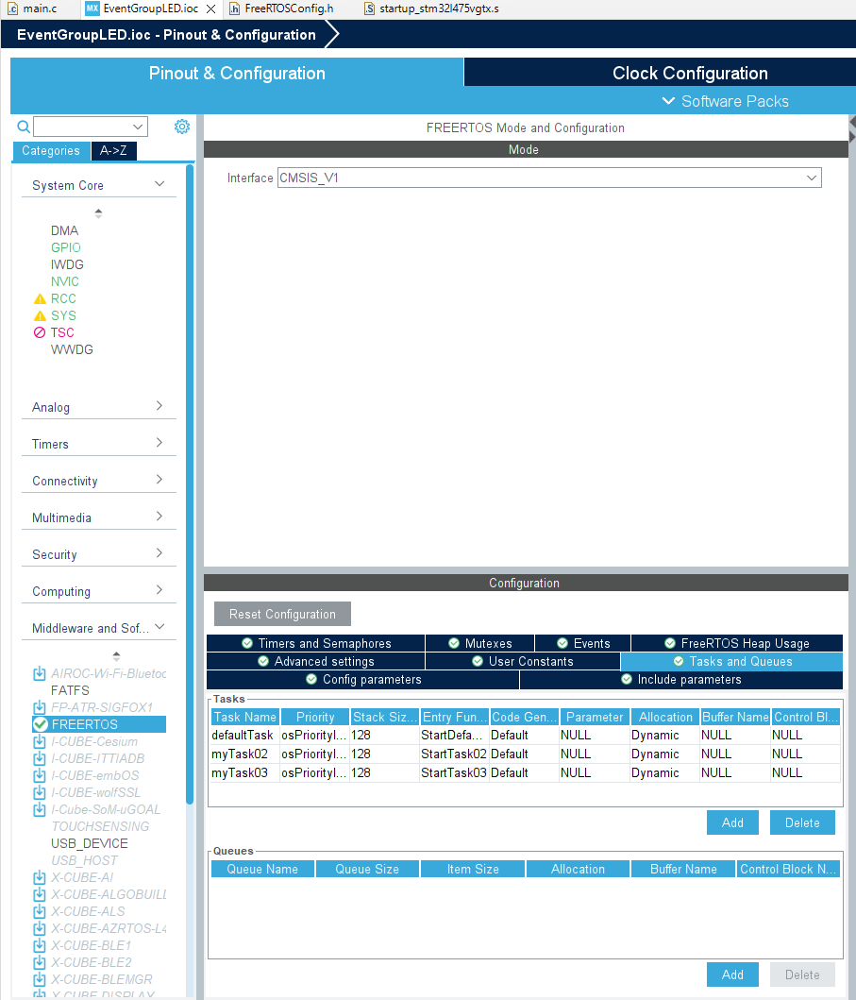 main.c EventGroupLED.ioc FreeRTOSConfig.h startup_stm32l475vgtx.s
EventGroupLED.ioc - Pinout & Configuration
Pinout & Configuration Clock Configuration
Software Packs
Categories A->Z
System Core
DMA
GPIO
IWDG
NVIC
RCC
SYS
TSC
WWDG
Analog
Timers
Connectivity
Multimedia
Security
Computing
Middleware and Sof...
AIROC-Wi-Fi-Bluetoc
FATFS
FP-ATR-SIGFOX1
FREERTOS
I-CUBE-Cesium
I-CUBE-ITTIADB
I-CUBE-embOS
I-CUBE-wolfSSL
I-Cube-SoM-uGOAL
TOUCHSENSING
USB_DEVICE
USB_HOST
X-CUBE-AI
X-CUBE-ALGOBUILL
X-CUBE-ALS
X-CUBE-AZRTOS-L4
X-CUBE-BLE1
X-CUBE-BLE2
X-CUBE-BLEMGR
X-CUBE-DISPLAY
FREERTOS Mode and Configuration
Mode
Interface CMSIS_V1
Configuration
Reset Configuration
Timers and Semaphores Mutexes Events FreeRTOS Heap Usage
Advanced settings User Constants Tasks and Queues
Config parameters Include parameters
Tasks
Task Name Priority Stack Siz... Entry Fun... Code Gen... Parameter Allocation Buffer Name Control Bl...
defaultTask osPriorityI... 128 StartDefa... Default NULL Dynamic NULL NULL
myTask02 osPriorityI... 128 StartTask02 Default NULL Dynamic NULL NULL
myTask03 osPriorityI... 128 StartTask03 Default NULL Dynamic NULL NULL
Add Delete
Queues
Queue Name Queue Size Item Size Allocation Buffer Name Control Block N...
Add Delete